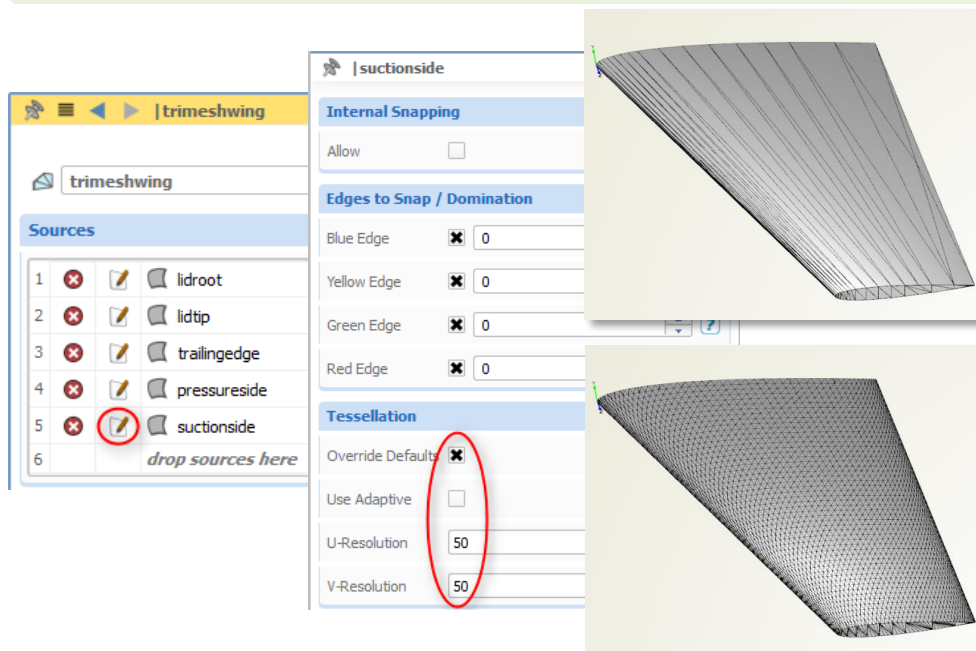 |trimeshwing
trimeshwing
Sources
1 lidroot
2 lidtip
3 trailingedge
4 pressureside
5 suctionside
6 drop sources here
|suctionside
Internal Snapping
Allow
Edges to Snap / Domination
Blue Edge 0
Yellow Edge 0
Green Edge 0
Red Edge 0
Tessellation
Override Defaults
Use Adaptive
U-Resolution 50
V-Resolution 50